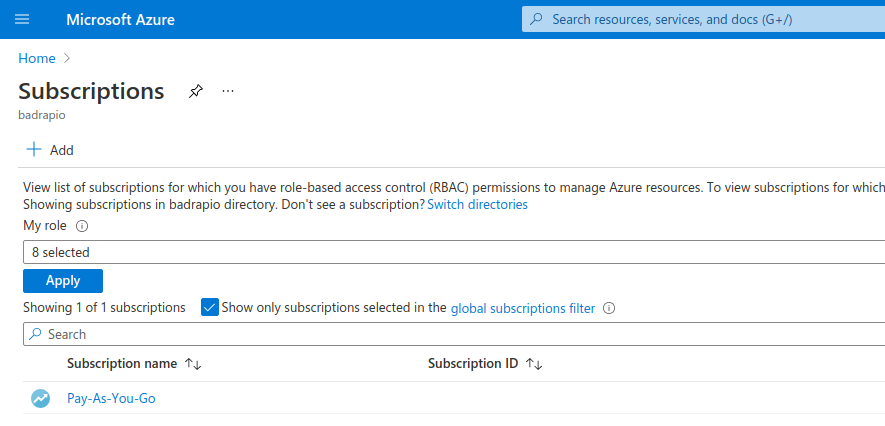 Microsoft Azure
Search resources, services, and docs (G+/)
Home
Subscriptions
badrapio
Add
View list of subscriptions for which you have role-based access control (RBAC) permissions to manage Azure resources. To view subscriptions for which
Showing subscriptions in badrapio directory. Don't see a subscription? Switch directories
My role
8 selected
Apply
Showing 1 of 1 subscriptions Show only subscriptions selected in the global subscriptions filter
Search
Subscription name Subscription ID
Pay-As-You-Go